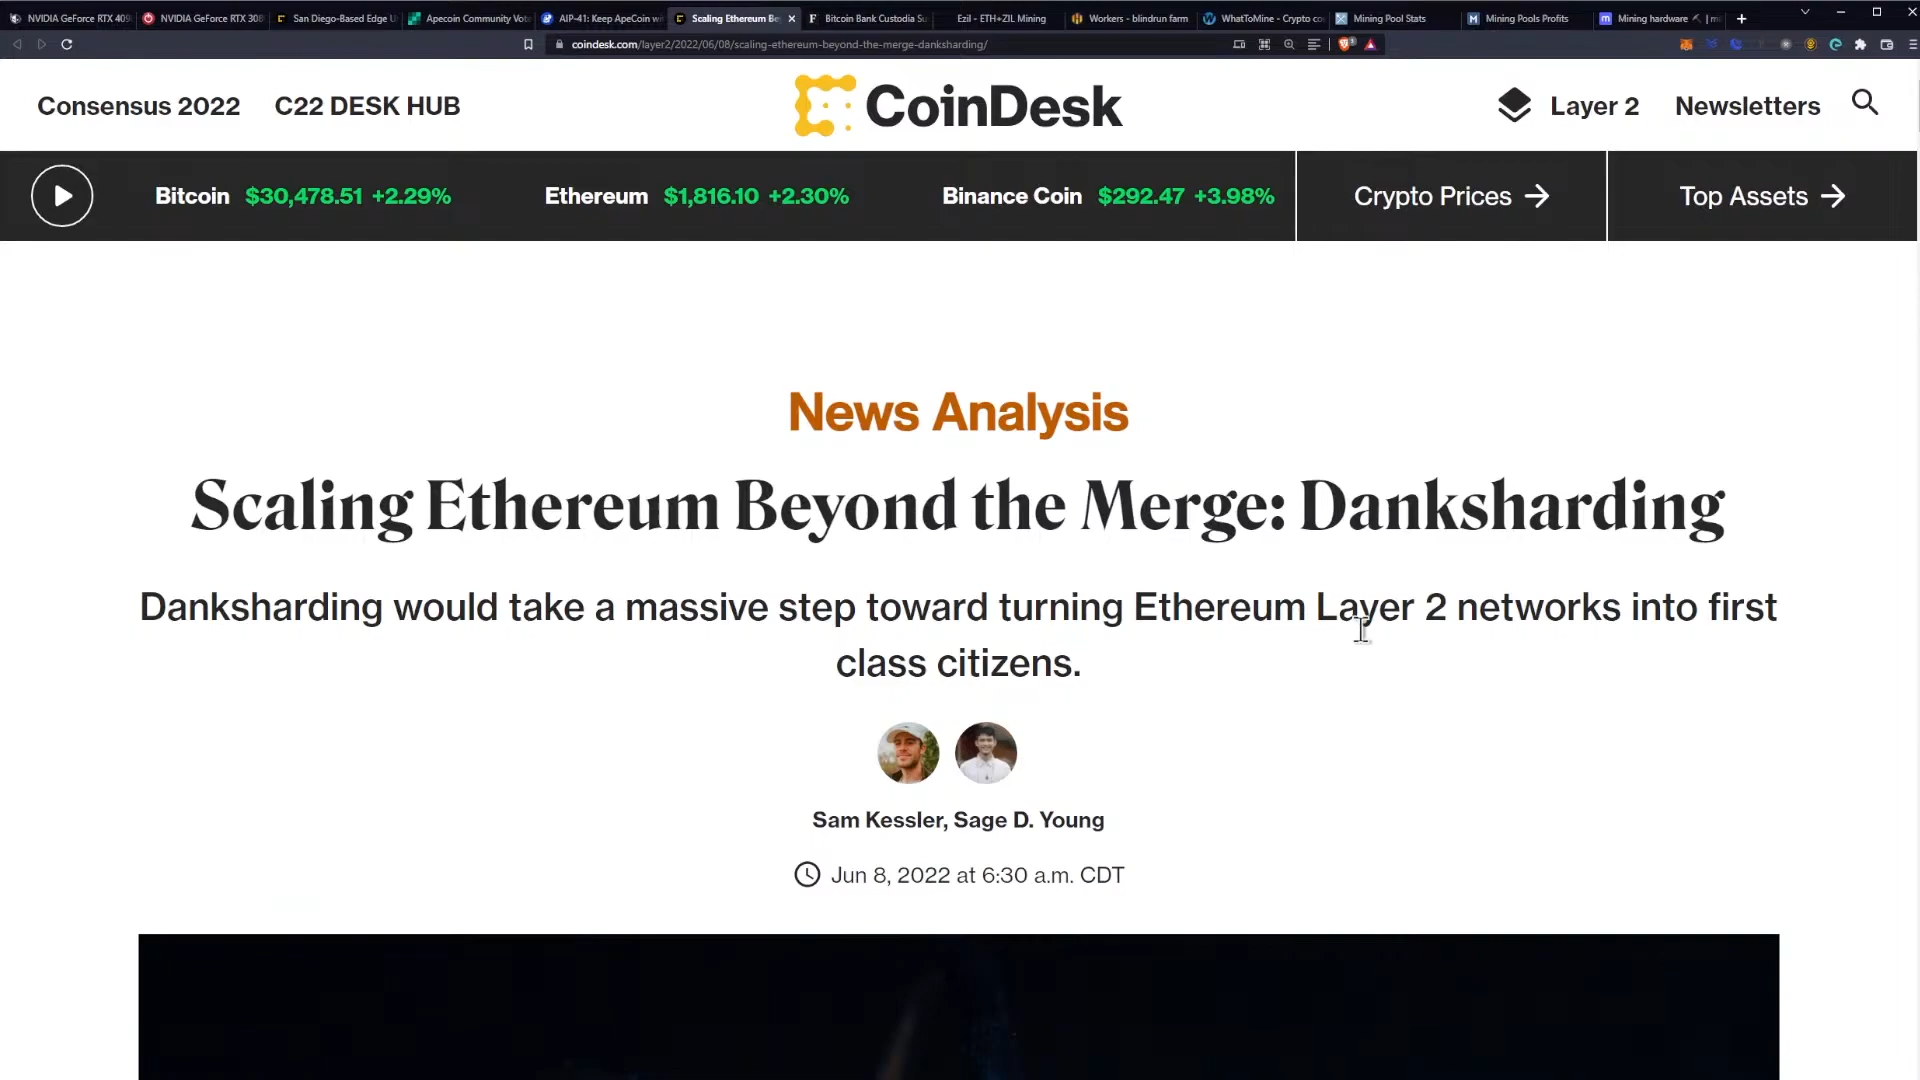 NVIDIA GeForce RTX 409
NVIDIA GeForce RTX 308
San Diego-Based Edge U
Apecoin Community Vot
AIP-41: Keep ApeCoin wi
Scaling Ethereum Be
Bitcoin Bank Custodia Su
Ezil - ETH+ZIL Mining
Workers - blindrun farm
WhatToMine - Crypto co
Mining Pool Stats
Mining Pools Profits
Mining hardware
coindesk.com/layer2/2022/06/08/scaling-ethereum-beyond-the-merge-danksharding/
Consensus 2022 C22 DESK HUB CoinDesk Layer 2 Newsletters
Bitcoin $30,478.51 +2.29% Ethereum $1,816.10 +2.30% Binance Coin $292.47 +3.98% Crypto Prices → Top Assets →
News Analysis
Scaling Ethereum Beyond the Merge: Danksharding
Danksharding would take a massive step toward turning Ethereum Layer 2 networks into first
class citizens.
Sam Kessler, Sage D. Young
Jun 8, 2022 at 6:30 a.m. CDT